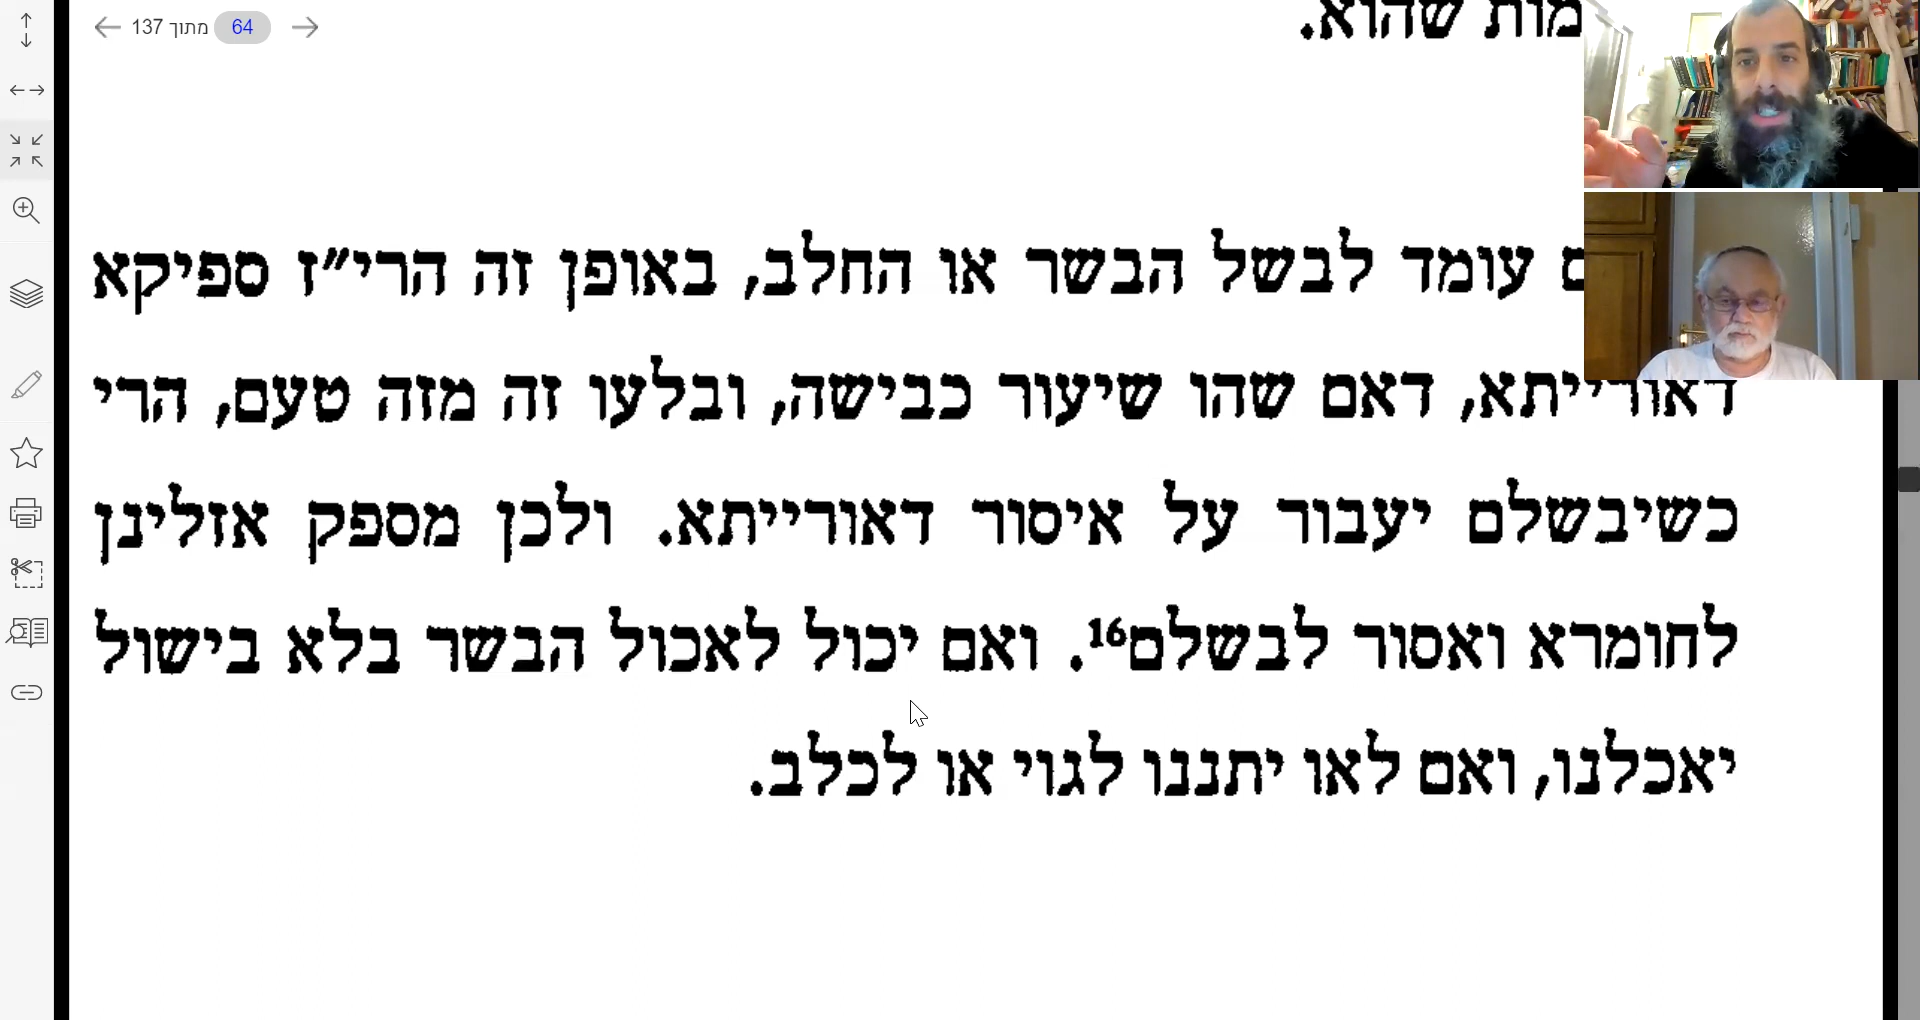 64 מתוך 137
מות שהוא.
עומד לבשל הבשר או החלב, באופן זה הרי״ז ספיקא
דאורייתא, דאם שהו שיעור כבישה, ובלעו זה מזה טעם, הרי
כשיבשלם יעבור על איסור דאורייתא. ולכן מספק אזלינן
לחומרא ואסור לבשלם16. ואם יכול לאכול הבשר בלא בישול
יאכלנו, ואם לאו יתננו לגוי או לכלב.